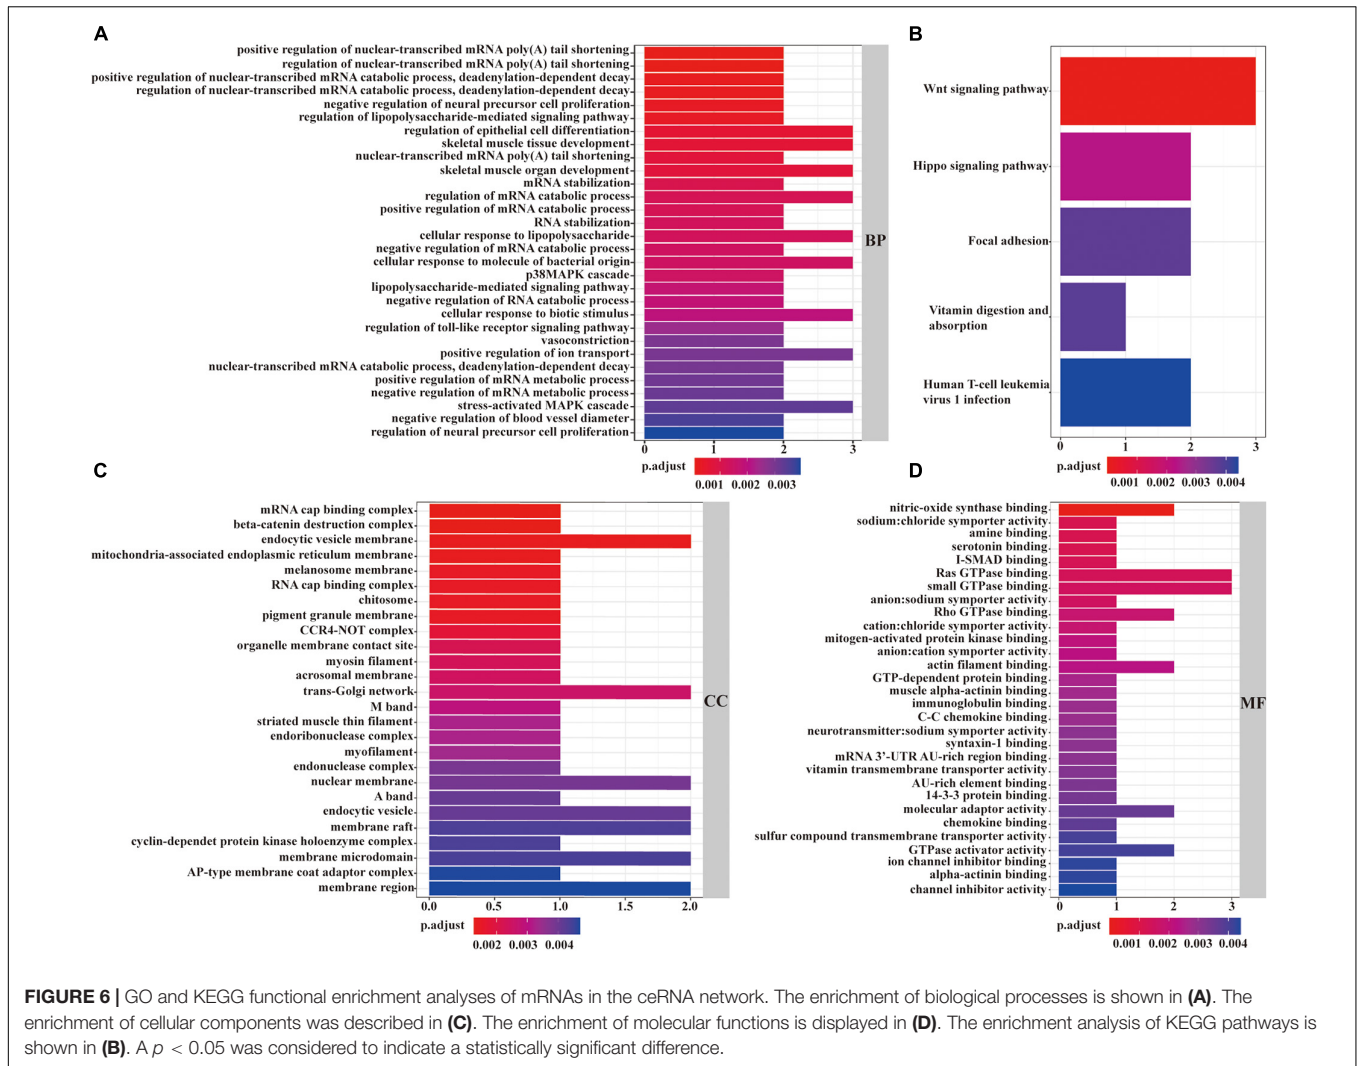 A
positive regulation of nuclear-transcribed mRNA poly(A) tail shortening
regulation of nuclear-transcribed mRNA poly(A) tail shortening
positive regulation of nuclear-transcribed mRNA catabolic process, deadenylation-dependent decay
regulation of nuclear-transcribed mRNA catabolic process, deadenylation-dependent decay
negative regulation of neural precursor cell proliferation
regulation of lipopolysaccharide-mediated signaling pathway
regulation of epithelial cell differentiation
skeletal muscle tissue development
nuclear-transcribed mRNA poly(A) tail shortening
skeletal muscle organ development
mRNA stabilization
regulation of mRNA catabolic process
positive regulation of mRNA catabolic process
RNA stabilization
cellular response to lipopolysaccharide
negative regulation of mRNA catabolic process
cellular response to molecule of bacterial origin
p38MAPK cascade
lipopolysaccharide-mediated signaling pathway
negative regulation of RNA catabolic process
cellular response to biotic stimulus
regulation of toll-like receptor signaling pathway
vasoconstriction
positive regulation of ion transport
nuclear-transcribed mRNA catabolic process, deadenylation-dependent decay
positive regulation of mRNA metabolic process
negative regulation of mRNA metabolic process
stress-activated MAPK cascade
negative regulation of blood vessel diameter
regulation of neural precursor cell proliferation
BP
0 1 2 3
p.adjust
0.001 0.002 0.003
B
Wnt signaling pathway
Hippo signaling pathway
Focal adhesion
Vitamin digestion and
absorption
Human T-cell leukemia
virus 1 infection
0 1 2 3
p.adjust
0.001 0.002 0.003 0.004
C
mRNA cap binding complex
beta-catenin destruction complex
endocytic vesicle membrane
mitochondria-associated endoplasmic reticulum membrane
melanosome membrane
RNA cap binding complex
chitosome
pigment granule membrane
CCR4-NOT complex
organelle membrane contact site
myosin filament
acrosomal membrane
trans-Golgi network
M band
striated muscle thin filament
endoribonuclease complex
myofilament
endonuclease complex
nuclear membrane
A band
endocytic vesicle
membrane raft
cyclin-dependet protein kinase holoenzyme complex
membrane microdomain
AP-type membrane coat adaptor complex
membrane region
CC
0.0 0.5 1.0 1.5 2.0
p.adjust
0.002 0.003 0.004
D
nitric-oxide synthase binding
sodium:chloride symporter activity
amine binding
serotonin binding
I-SMAD binding
Ras GTPase binding
small GTPase binding
anion:sodium symporter activity
Rho GTPase binding
cation:chloride symporter activity
mitogen-activated protein kinase binding
anion:cation symporter activity
actin filament binding
GTP-dependent protein binding
muscle alpha-actinin binding
immunoglobulin binding
C-C chemokine binding
neurotransmitter:sodium symporter activity
syntaxin-1 binding
mRNA 3'-UTR AU-rich region binding
vitamin transmembrane transporter activity
AU-rich element binding
14-3-3 protein binding
molecular adaptor activity
chemokine binding
sulfur compound transmembrane transporter activity
GTPase activator activity
ion channel inhibitor binding
alpha-actinin binding
channel inhibitor activity
MF
0 1 2 3
p.adjust
0.001 0.002 0.003 0.004
FIGURE 6 | GO and KEGG functional enrichment analyses of mRNAs in the ceRNA network. The enrichment of biological processes is shown in (A). The
enrichment of cellular components was described in (C). The enrichment of molecular functions is displayed in (D). The enrichment analysis of KEGG pathways is
shown in (B). A p < 0.05 was considered to indicate a statistically significant difference.